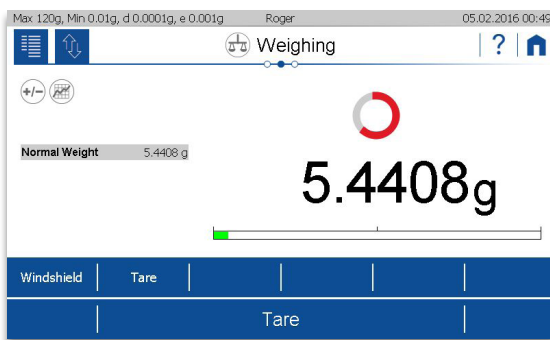 Max 120g, Min 0.01g, d 0.0001g, e 0.001g Roger 05.02.2016 00:49
Weighing ?
+/−
Normal Weight 5.4408 g
5.4408g
Windshield Tare
Tare